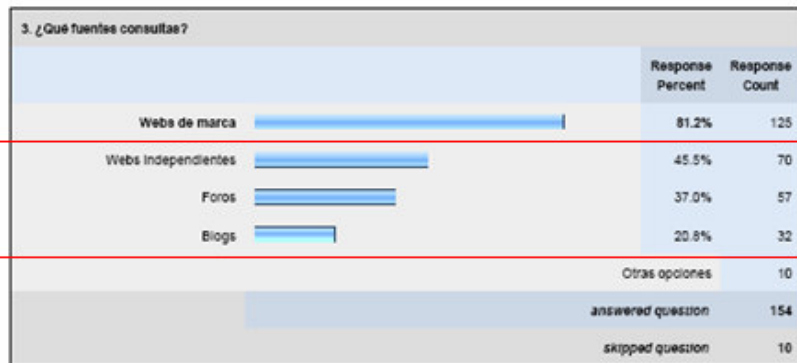 3. ¿Qué fuentes consultas?
Response Percent
Response Count
Webs de marca 81.2% 125
Webs Independientes 45.5% 70
Foros 37.0% 57
Blogs 20.8% 32
Otras opciones 10
answered question 154
skipped question 10